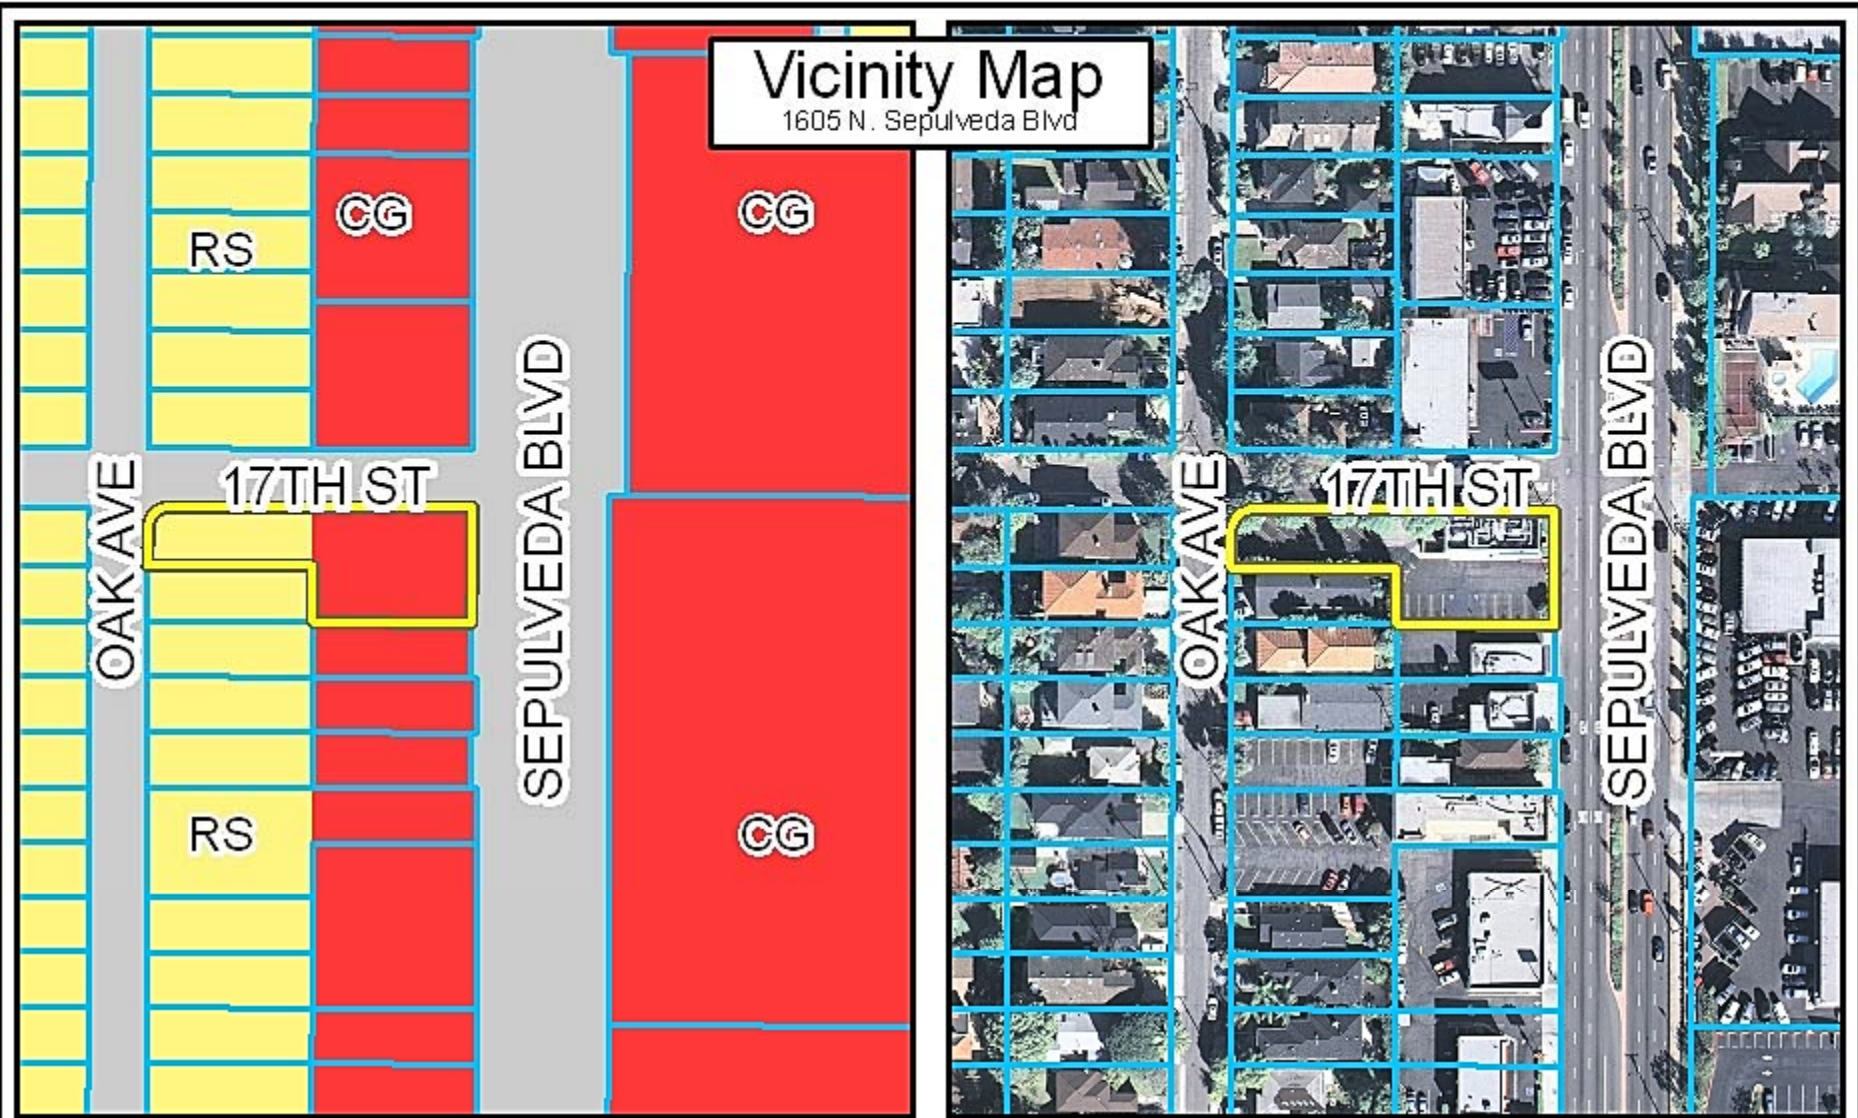 Vicinity Map
1605 N. Sepulveda Blvd
RS
CG
CG
17TH ST
OAK AVE
SEPULVEDA BLVD
RS
CG
17TH ST
OAK AVE
SEPULVEDA BLVD